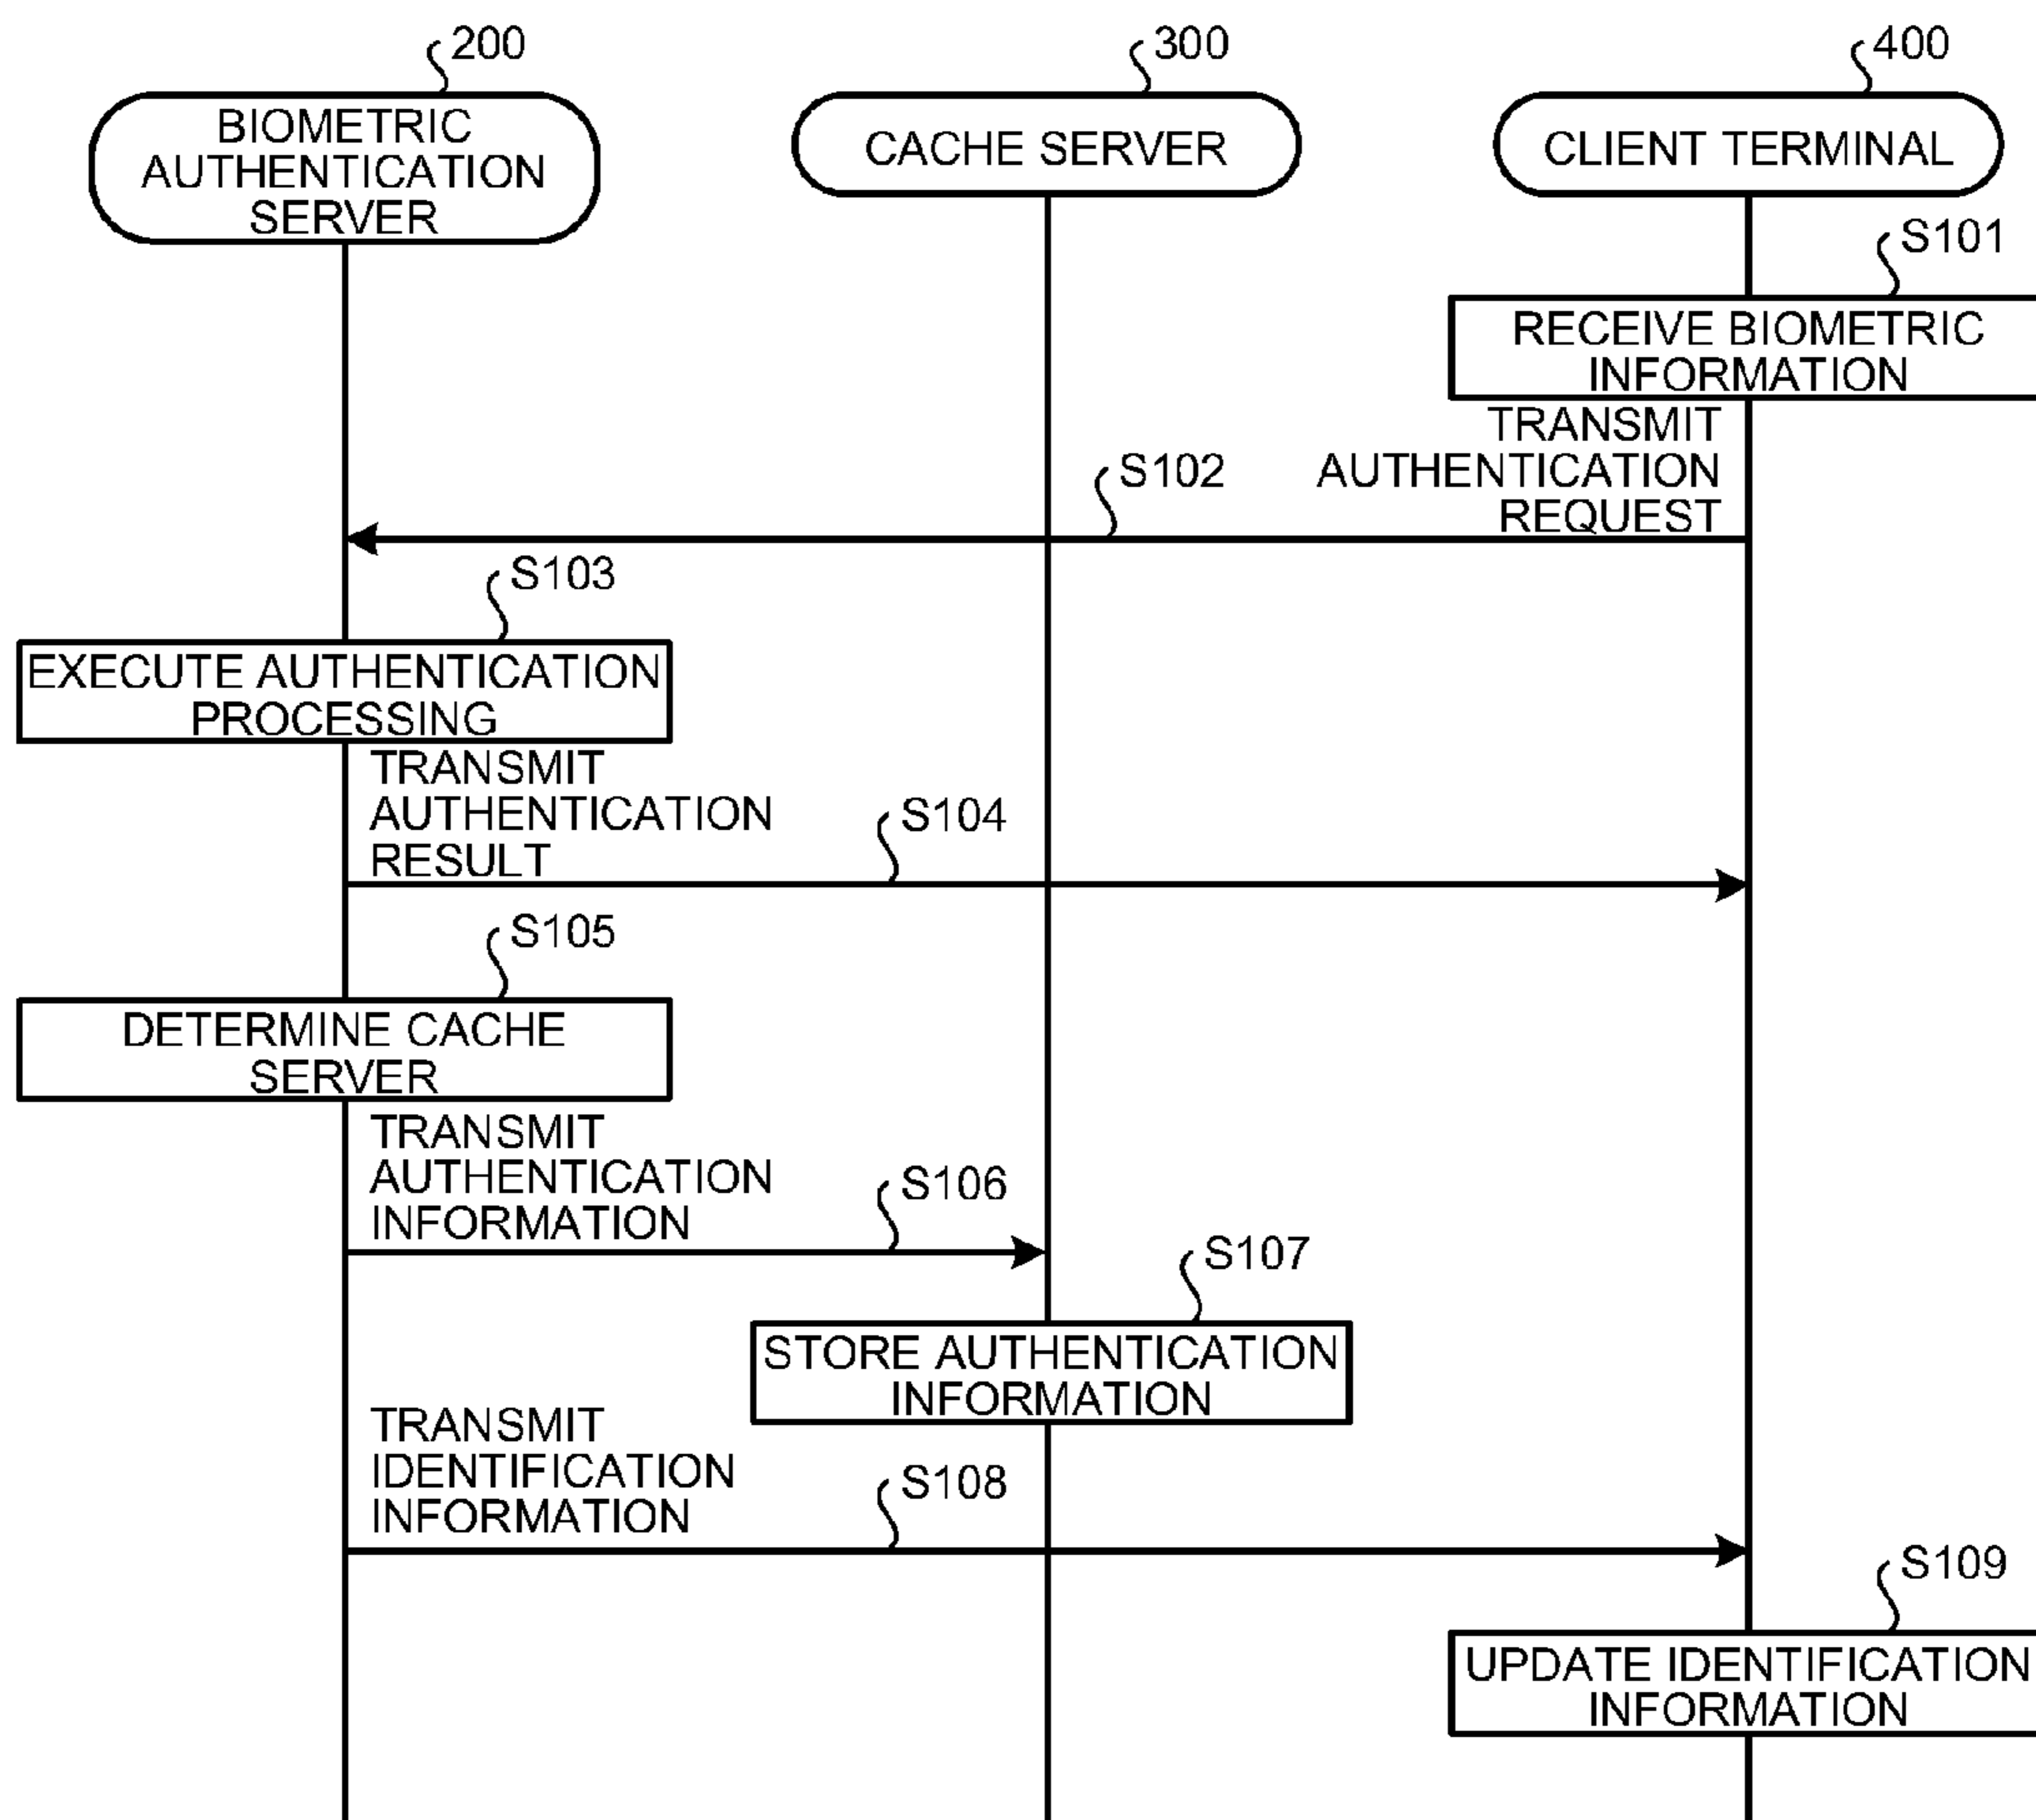 200
300
400
BIOMETRIC
AUTHENTICATION
SERVER
CACHE SERVER
CLIENT TERMINAL
S101
RECEIVE BIOMETRIC
INFORMATION
TRANSMIT
AUTHENTICATION
REQUEST
S102
S103
EXECUTE AUTHENTICATION
PROCESSING
TRANSMIT
AUTHENTICATION
RESULT
S104
S105
DETERMINE CACHE
SERVER
TRANSMIT
AUTHENTICATION
INFORMATION
S106
S107
STORE AUTHENTICATION
INFORMATION
TRANSMIT
IDENTIFICATION
INFORMATION
S108
S109
UPDATE IDENTIFICATION
INFORMATION